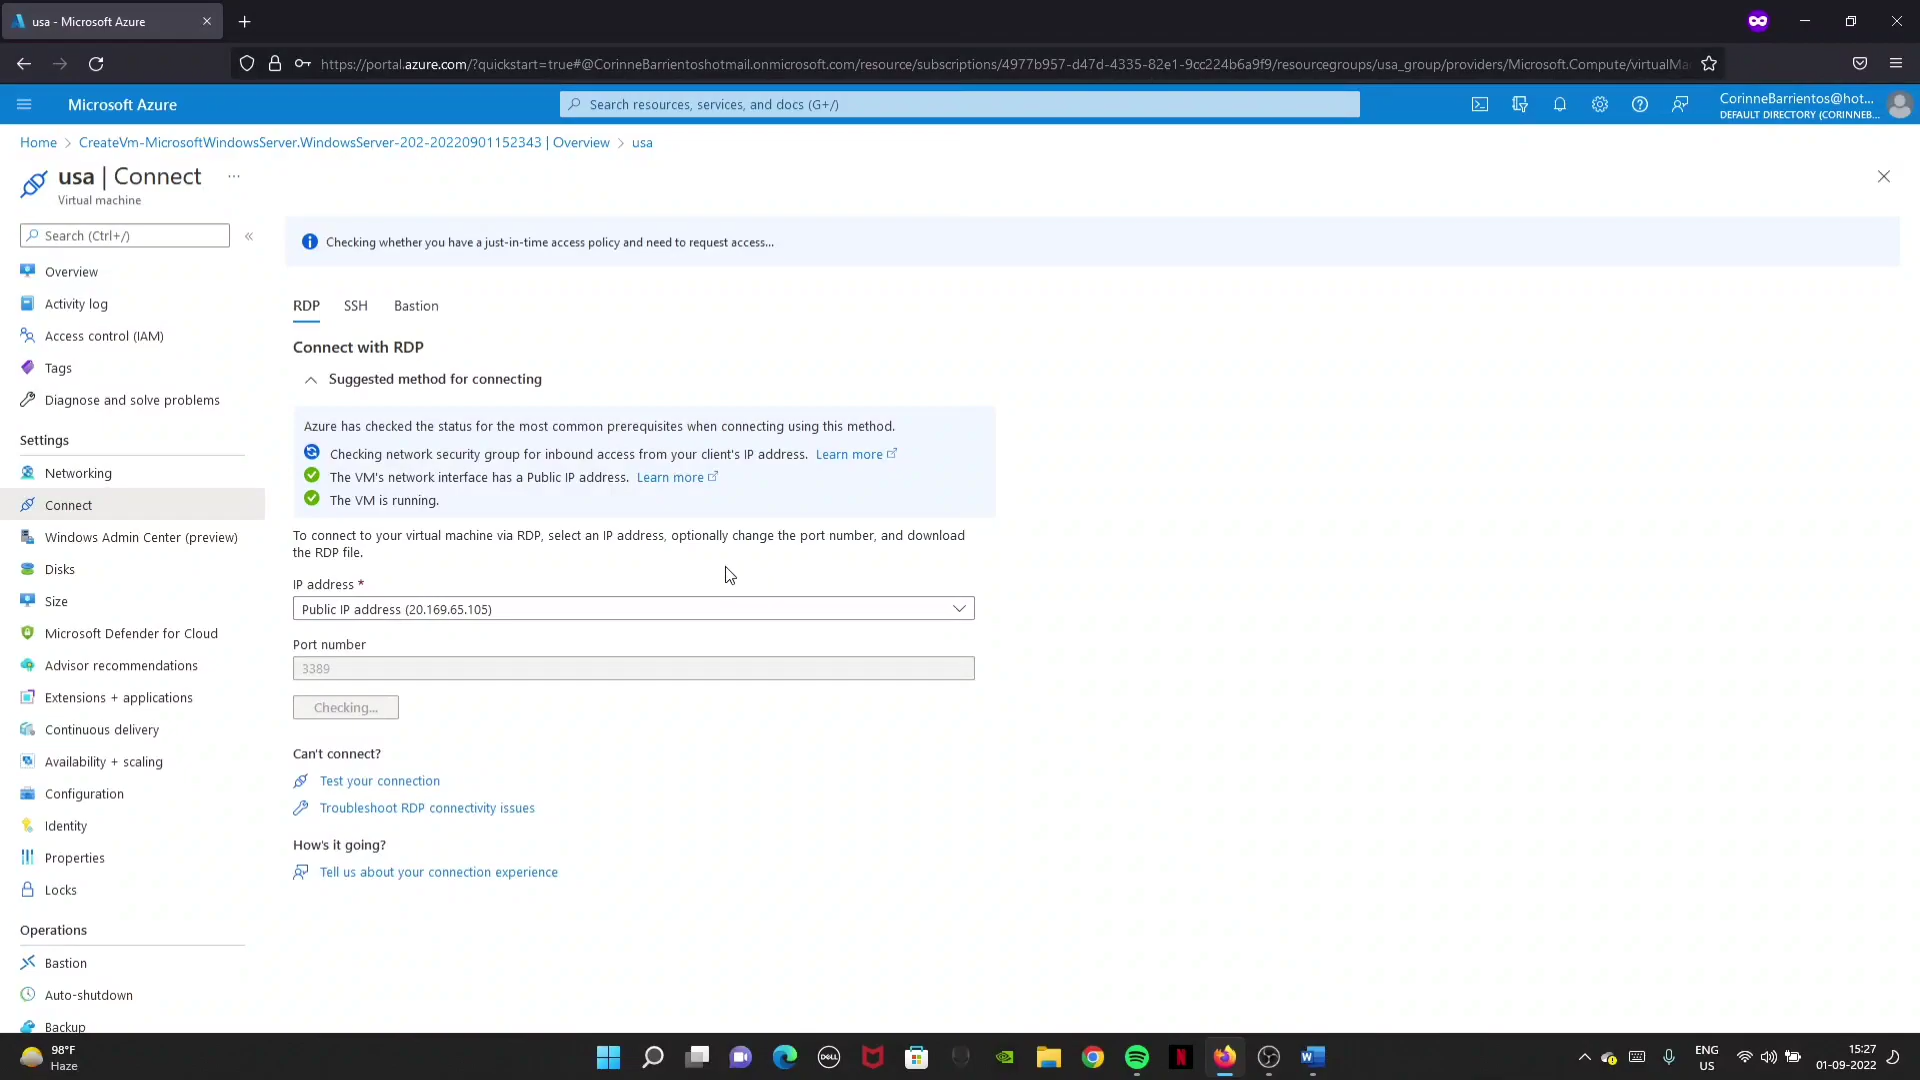 usa - Microsoft Azure
https://portal.azure.com/?quickstart=true#@CorinneBarrientoshotmail.onmicrosoft.com/resource/subscriptions/4977b957-d47d-4335-82e1-9cc224b6a9f9/resourcegroups/usa_group/providers/Microsoft.Compute/virtualMa
Microsoft Azure
Search resources, services, and docs (G+/)
CorinneBarrientos@hot...
DEFAULT DIRECTORY (CORINNEB...
Home > CreateVm-MicrosoftWindowsServer.WindowsServer-202-20220901152343 | Overview > usa
usa | Connect ...
Virtual machine
Search (Ctrl+/)
«
Overview
Activity log
Access control (IAM)
Tags
Diagnose and solve problems
Settings
Networking
Connect
Windows Admin Center (preview)
Disks
Size
Microsoft Defender for Cloud
Advisor recommendations
Extensions + applications
Continuous delivery
Availability + scaling
Configuration
Identity
Properties
Locks
Operations
Bastion
Auto-shutdown
Backup
Checking whether you have a just-in-time access policy and need to request access...
RDP SSH Bastion
Connect with RDP
Suggested method for connecting
Azure has checked the status for the most common prerequisites when connecting using this method.
Checking network security group for inbound access from your client's IP address. Learn more
The VM's network interface has a Public IP address. Learn more
The VM is running.
To connect to your virtual machine via RDP, select an IP address, optionally change the port number, and download
the RDP file.
IP address *
Public IP address (20.169.65.105)
Port number
3389
Checking...
Can't connect?
Test your connection
Troubleshoot RDP connectivity issues
How's it going?
Tell us about your connection experience
98°F
Haze
DELL
N
W
ENG
US
15:27
01-09-2022